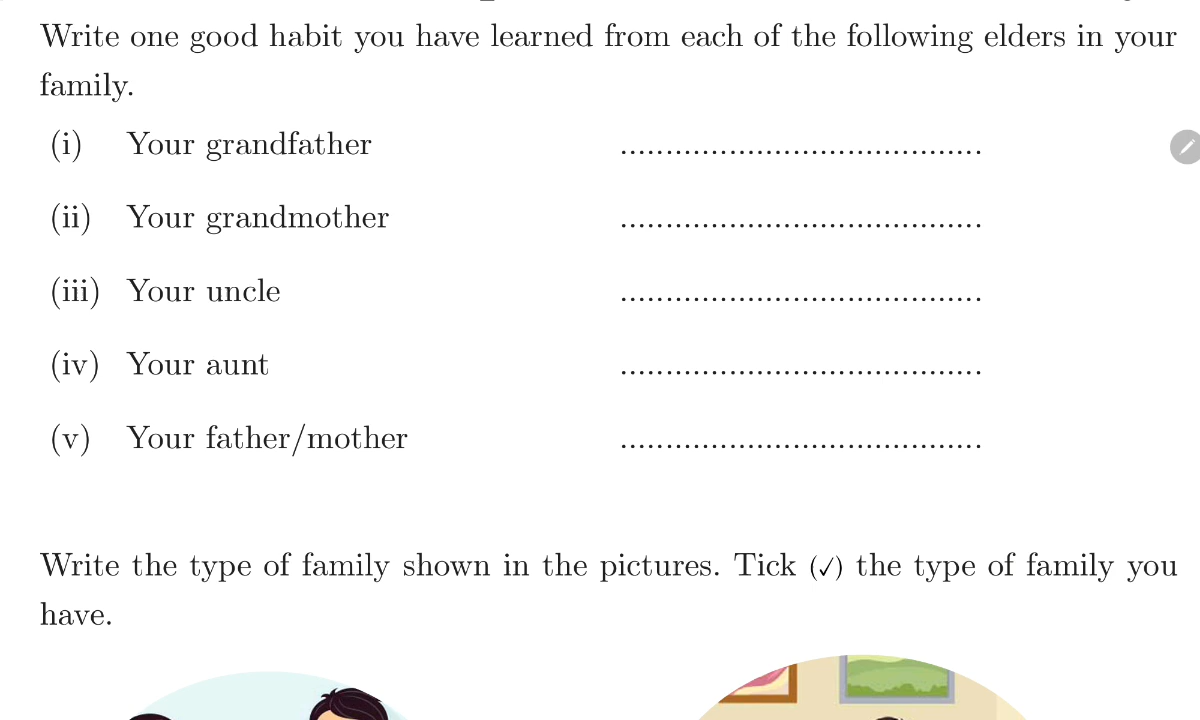 Write one good habit you have learned from each of the following elders in your
family.
(i) Your grandfather ........................................
(ii) Your grandmother ........................................
(iii) Your uncle ........................................
(iv) Your aunt ........................................
(v) Your father/mother ........................................
Write the type of family shown in the pictures. Tick (✓) the type of family you
have.